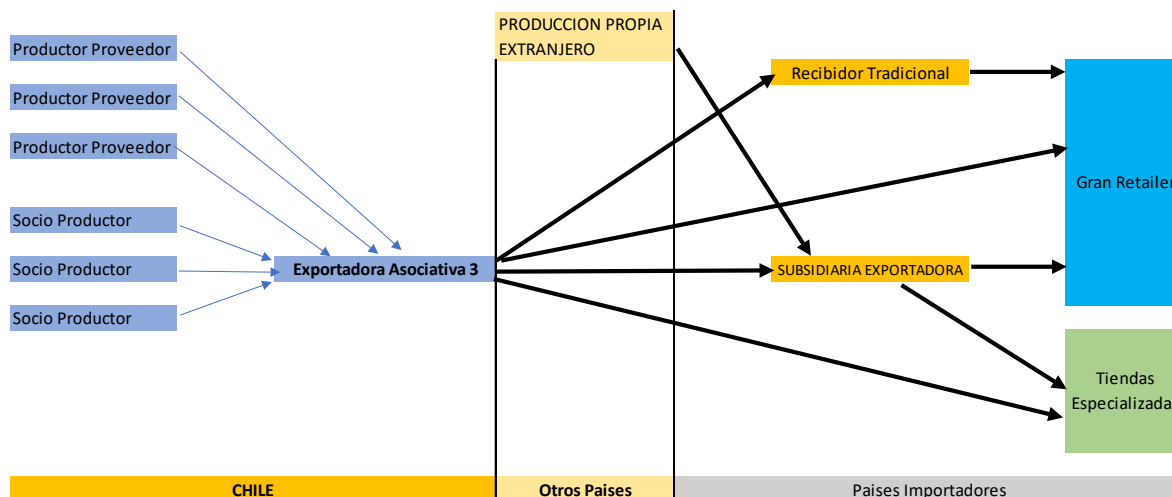 PRODUCCION PROPIA
EXTRANJERO
Productor Proveedor
Productor Proveedor
Productor Proveedor
Socio Productor
Socio Productor
Socio Productor
Exportadora Asociativa 3
Recibidor Tradicional
SUBSIDIARIA EXPORTADORA
Gran Retailer
Tiendas
Especializada
CHILE
Otros Paises
Paises Importadores